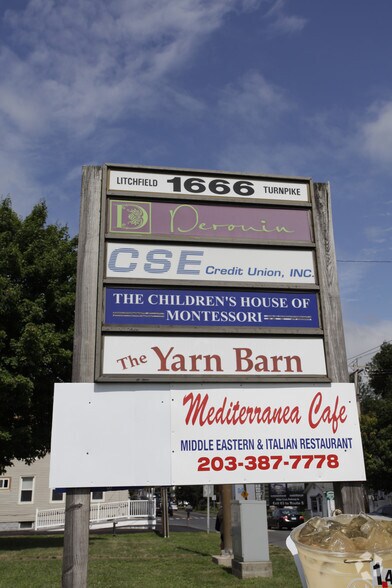 LITCHFIELD 1666 TURNPIKE
D Derouin
CSE Credit Union, INC.
THE CHILDREN'S HOUSE OF
MONTESSORI
The Yarn Barn
Mediterranea Cafe
MIDDLE EASTERN & ITALIAN RESTAURANT
203-387-7778